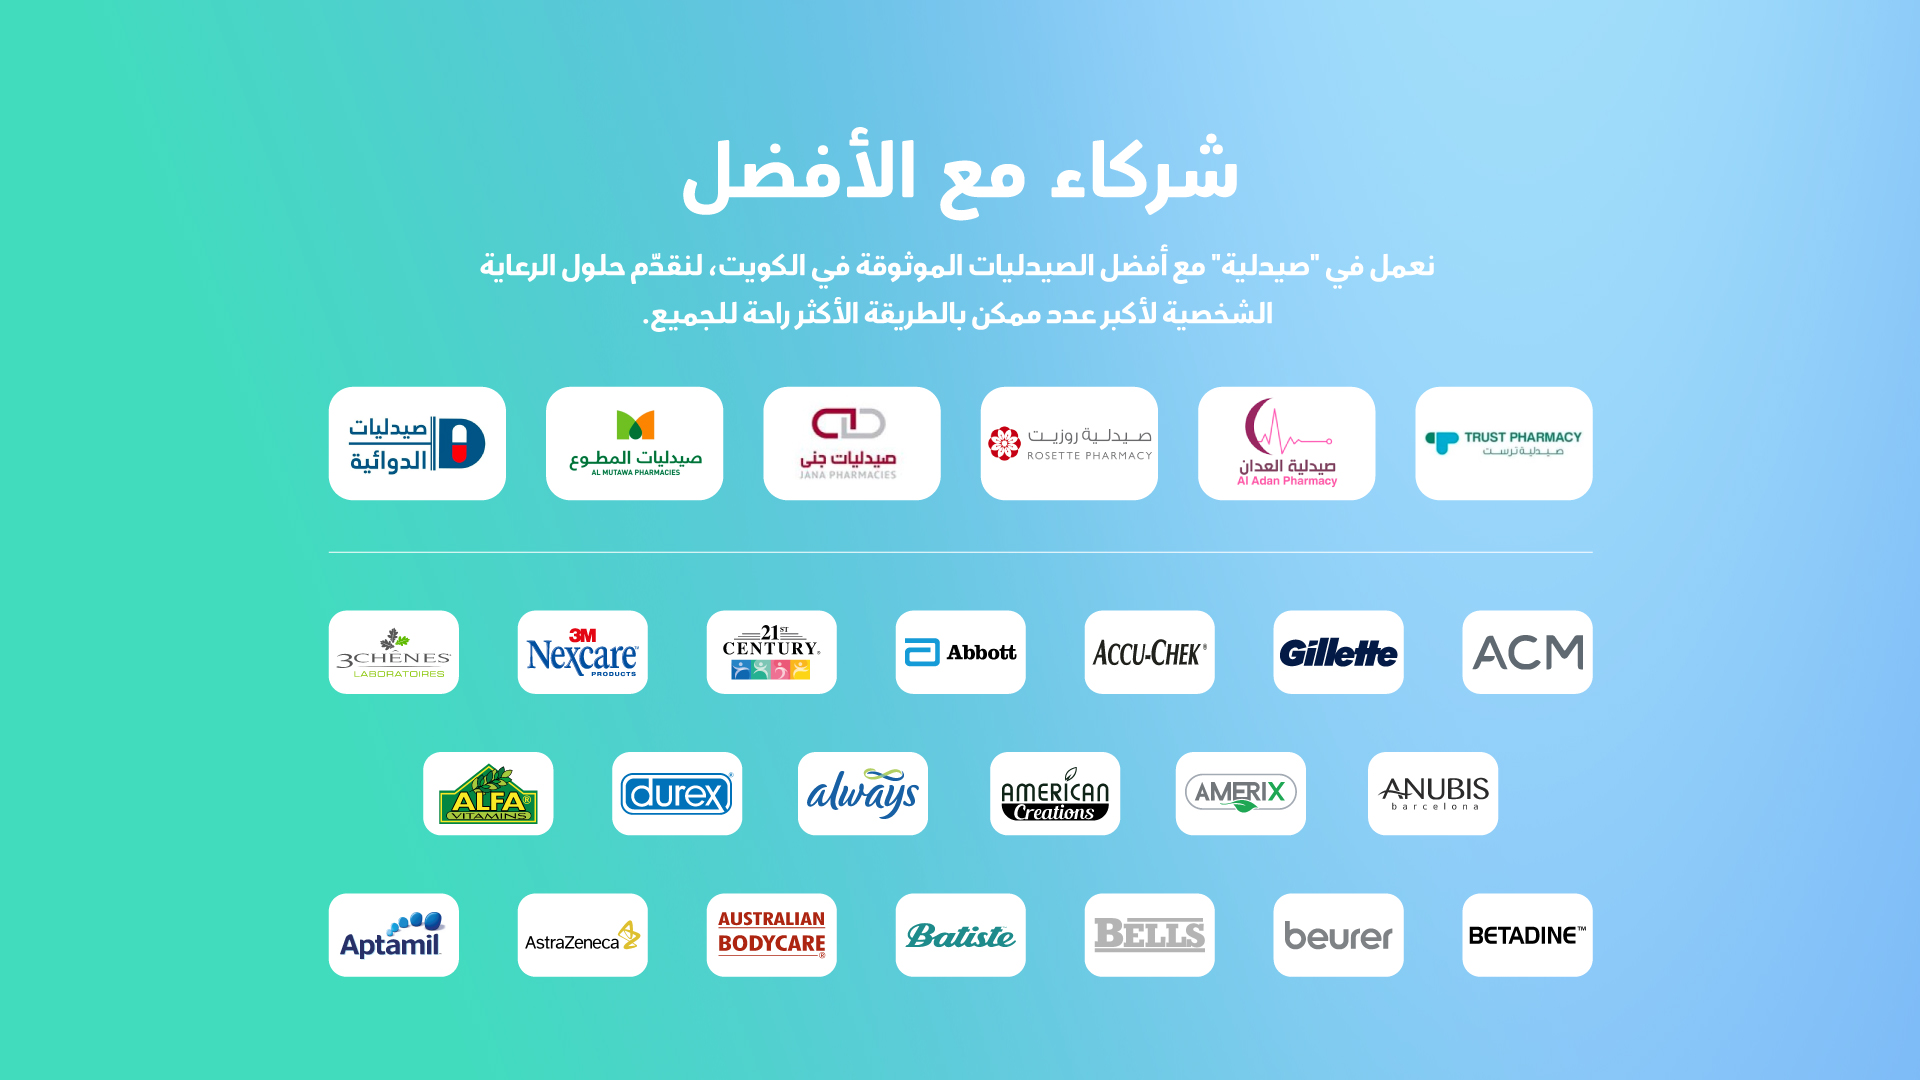 شركاء مع الأفضل
نعمل في "صيدلية" مع أفضل الصيدليات الموثوقة في الكويت، لنقدّم حلول الرعاية
الشخصية لأكبر عدد ممكن بالطريقة الأكثر راحة للجميع.
صيدليات
الدوائية
صيدليات المطوع
AL MUTAWA PHARMACIES
صيدليات جنى
JANA PHARMACIES
صيدلية روزيت
ROSETTE PHARMACY
صيدلية العدان
Al Adan Pharmacy
TRUST PHARMACY
صيدلية ترست
3CHÊNES
LABORATOIRES
3M
Nexcare™
PRODUCTS
21ST
CENTURY®
Abbott
ACCU-CHEK®
Gillette
ACM
ALFA®
VITAMINS
durex®
always
AMERICAN
Creations
AMERIX
ANUBIS
barcelona
Aptamil
AstraZeneca
AUSTRALIAN
BODYCARE®
Batiste™
BELLS
beurer
BETADINE™